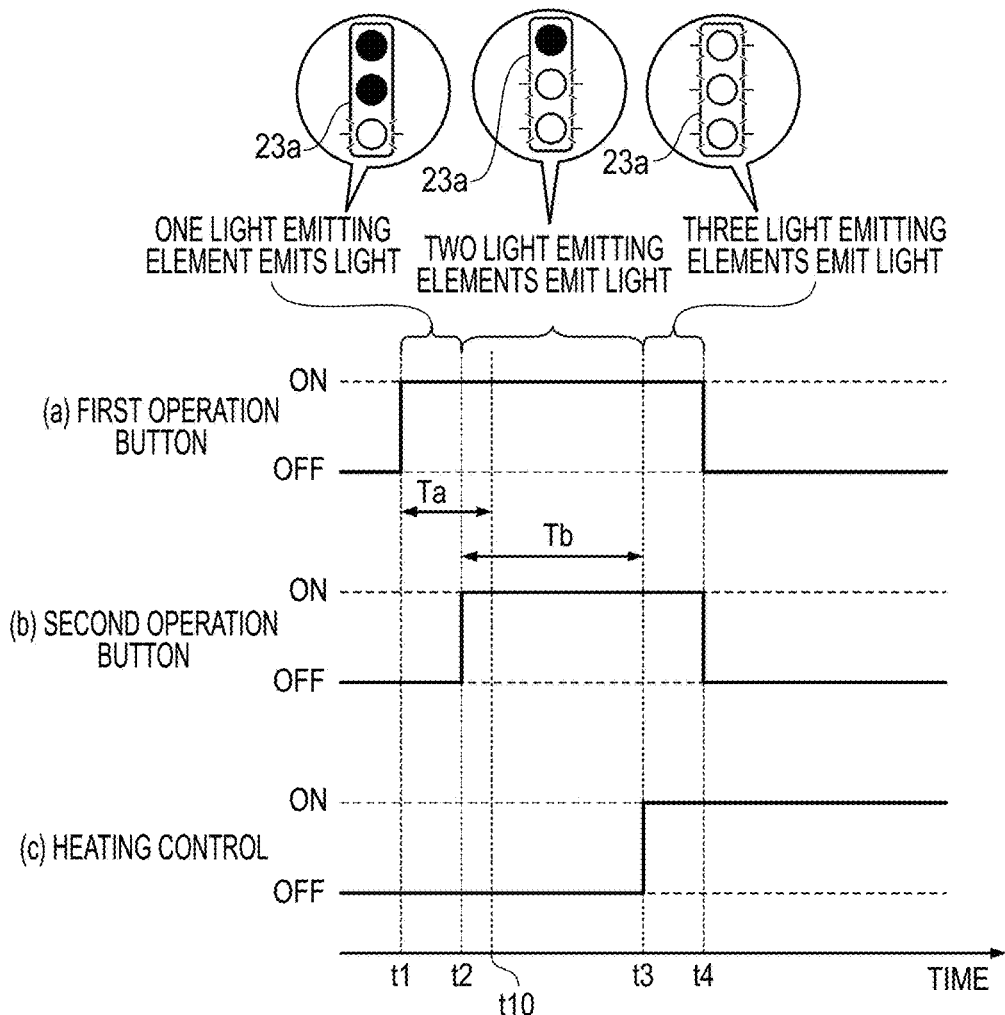 23a
23a
23a
ONE LIGHT EMITTING
ELEMENT EMITS LIGHT
TWO LIGHT EMITTING
ELEMENTS EMIT LIGHT
THREE LIGHT EMITTING
ELEMENTS EMIT LIGHT
ON
(a) FIRST OPERATION
BUTTON
OFF
Ta
Tb
ON
(b) SECOND OPERATION
BUTTON
OFF
ON
(c) HEATING CONTROL
OFF
t1 t2 t3 t4 TIME
t10